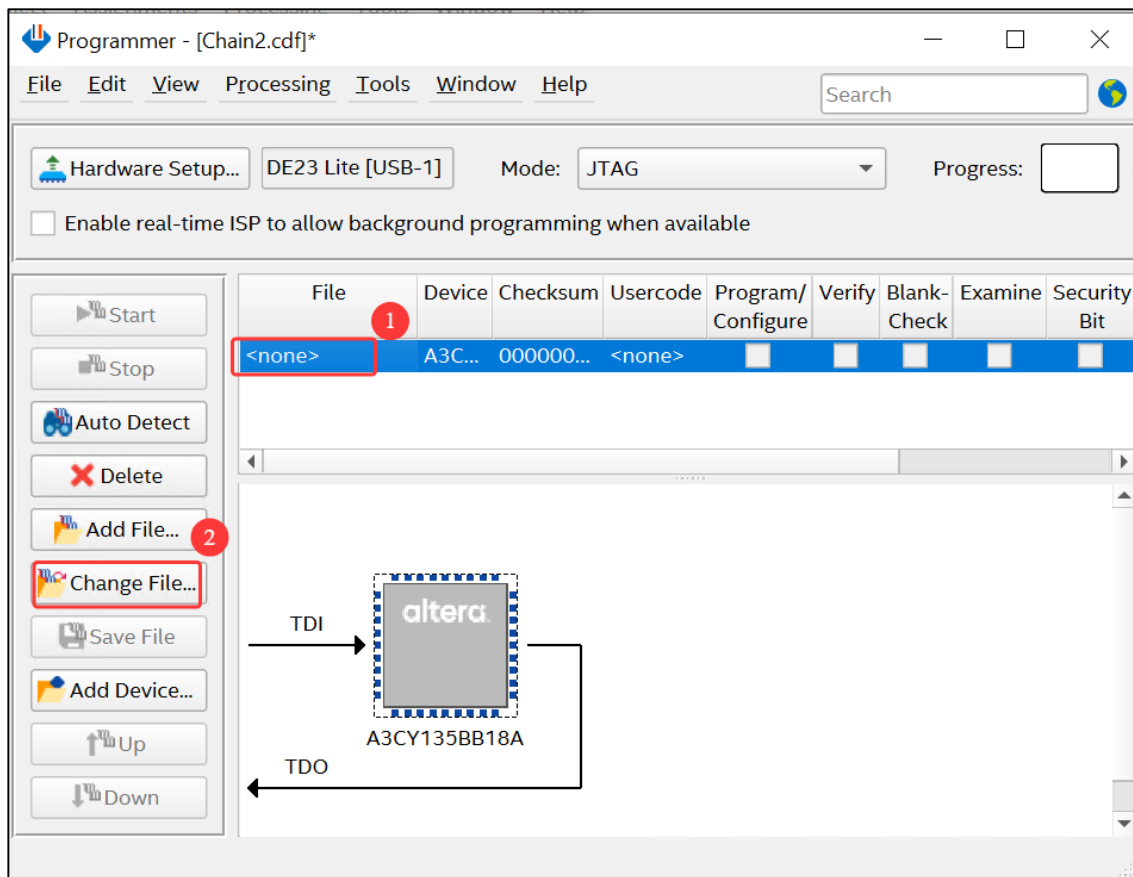 Programmer - [Chain2.cdf]*
File Edit View Processing Tools Window Help
Search
Hardware Setup... DE23 Lite [USB-1] Mode: JTAG Progress:
Enable real-time ISP to allow background programming when available
File Device Checksum Usercode Program/ Verify Blank- Examine Security
Configure Check Bit
1
<none> A3C... 000000... <none>
Start
Stop
Auto Detect
Delete
Add File...
2
Change File...
Save File
Add Device...
Up
Down
altera
TDI
A3CY135BB18A
TDO